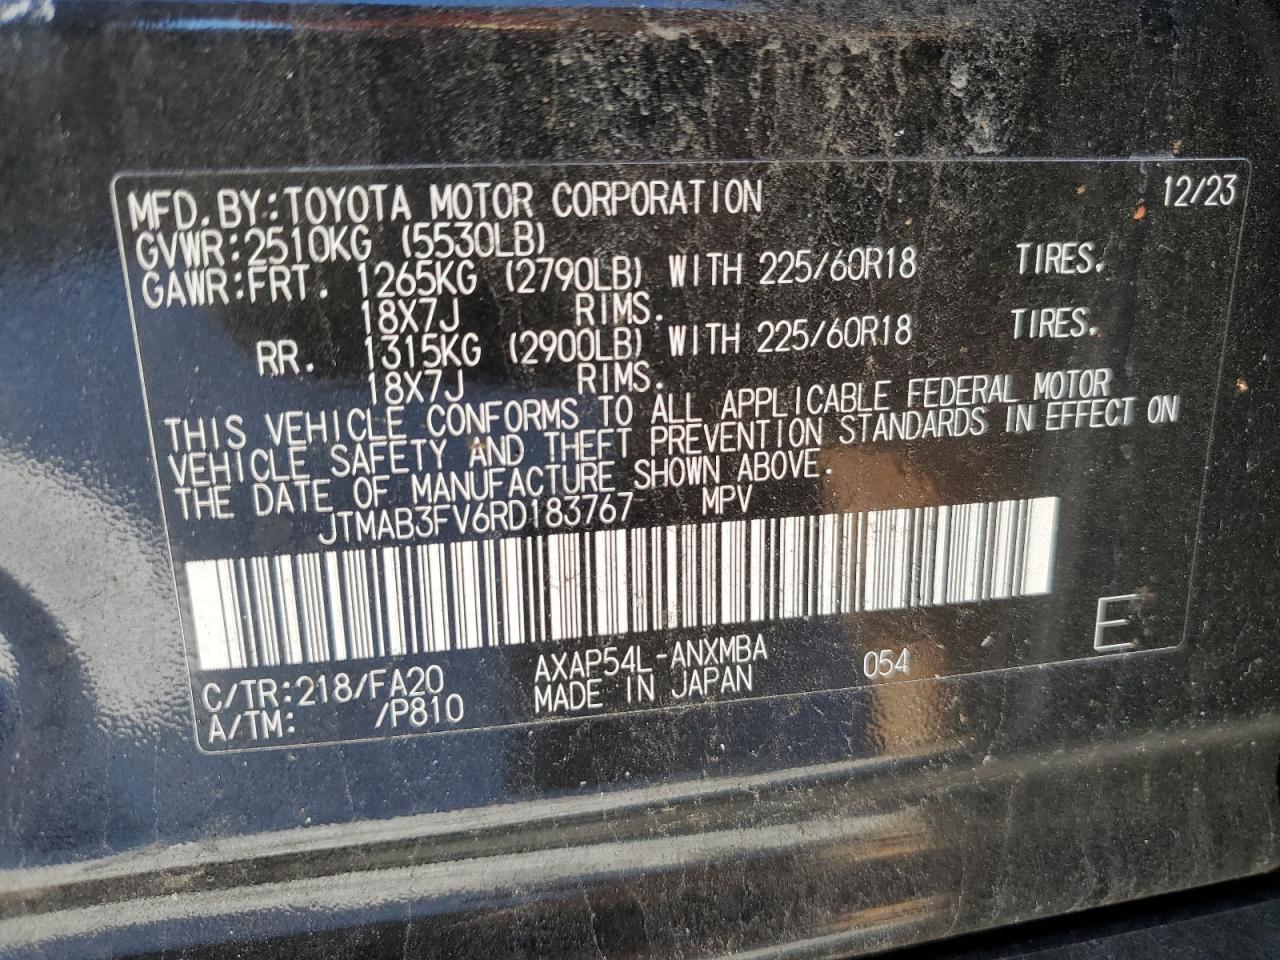 MFD. BY: TOYOTA MOTOR CORPORATION 12/23
GVWR: 2510KG (5530LB)
GAWR: FRT. 1265KG (2790LB) WITH 225/60R18 TIRES.
18X7J RIMS.
RR. 1315KG (2900LB) WITH 225/60R18 TIRES.
18X7J RIMS.
THIS VEHICLE CONFORMS TO ALL APPLICABLE FEDERAL MOTOR
VEHICLE SAFETY AND THEFT PREVENTION STANDARDS IN EFFECT ON
THE DATE OF MANUFACTURE SHOWN ABOVE.
JTMAB3FV6RD183767 MPV
C/TR: 218/FA20 AXAP54L-ANXMBA 054 E
A/TM: /P810 MADE IN JAPAN